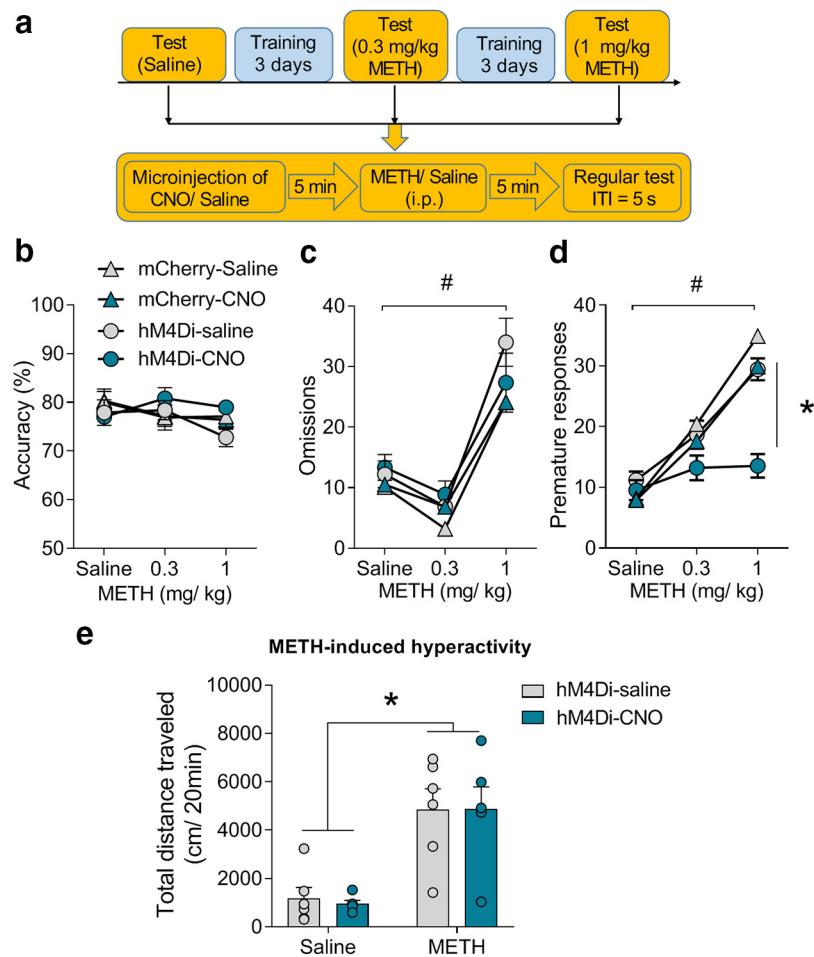 a
Test
(Saline)
Training
3 days
Test
(0.3 mg/kg
METH)
Training
3 days
Test
(1 mg/kg
METH)
Microinjection of
CNO/ Saline
5 min
METH/ Saline
(i.p.)
5 min
Regular test
ITI = 5 s
b
mCherry-Saline
mCherry-CNO
hM4Di-saline
hM4Di-CNO
Accuracy (%)
100
90
80
70
60
50
Saline 0.3 1
METH (mg/ kg)
c
#
Omissions
40
30
20
10
0
Saline 0.3 1
METH (mg/ kg)
d
#
*
Premature responses
40
30
20
10
0
Saline 0.3 1
METH (mg/ kg)
e
METH-induced hyperactivity
hM4Di-saline
hM4Di-CNO
*
Total distance traveled
(cm/ 20min)
10000
8000
6000
4000
2000
0
Saline METH